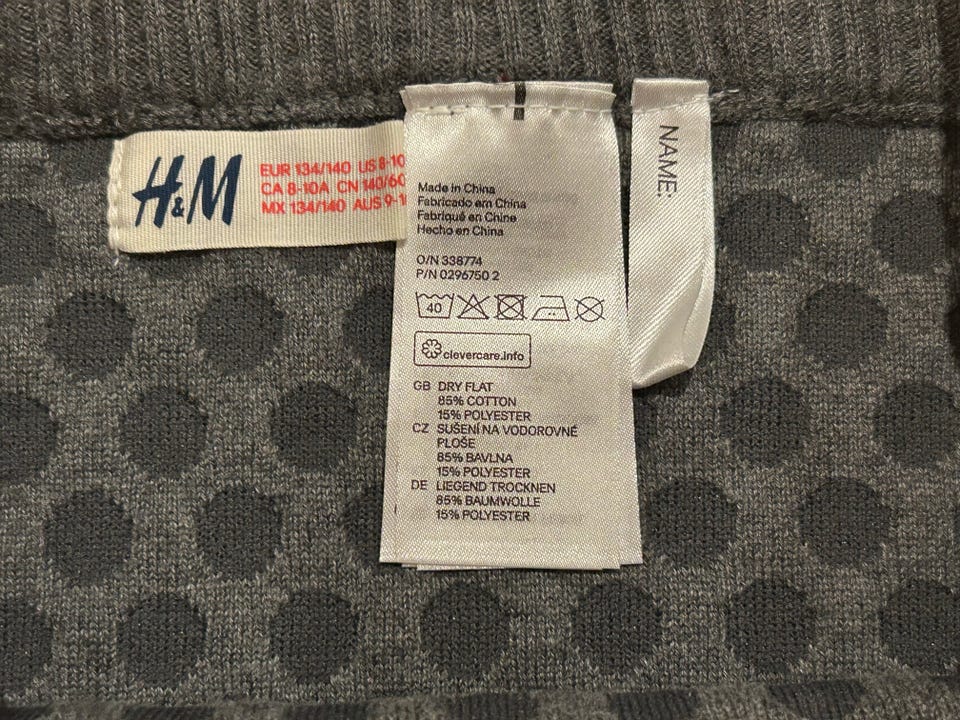 H&M
EUR 134/140 US 8-10
CA 8-10A CN 140/60
MX 134/140 AUS 9-1
Made in China
Fabricado em China
Fabriqué en Chine
Hecho en China
O/N 338774
P/N 0296750 2
40
clevercare.info
GB DRY FLAT
85% COTTON
15% POLYESTER
CZ SUŠENÍ NA VODOROVNÉ
PLOŠE
85% BAVLNA
15% POLYESTER
DE LIEGEND TROCKNEN
85% BAUMWOLLE
15% POLYESTER
NAME: